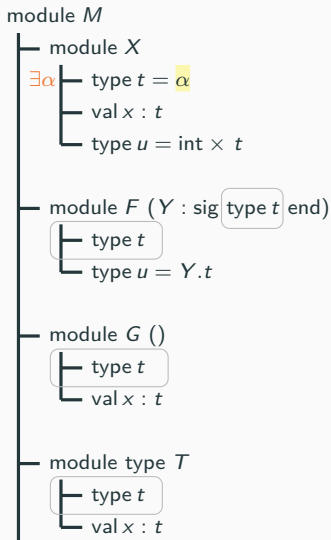 module M
module X
∃α type t = α
val x : t
type u = int × t
module F (Y : sig type t end)
type t
type u = Y.t
module G ()
type t
val x : t
module type T
type t
val x : t